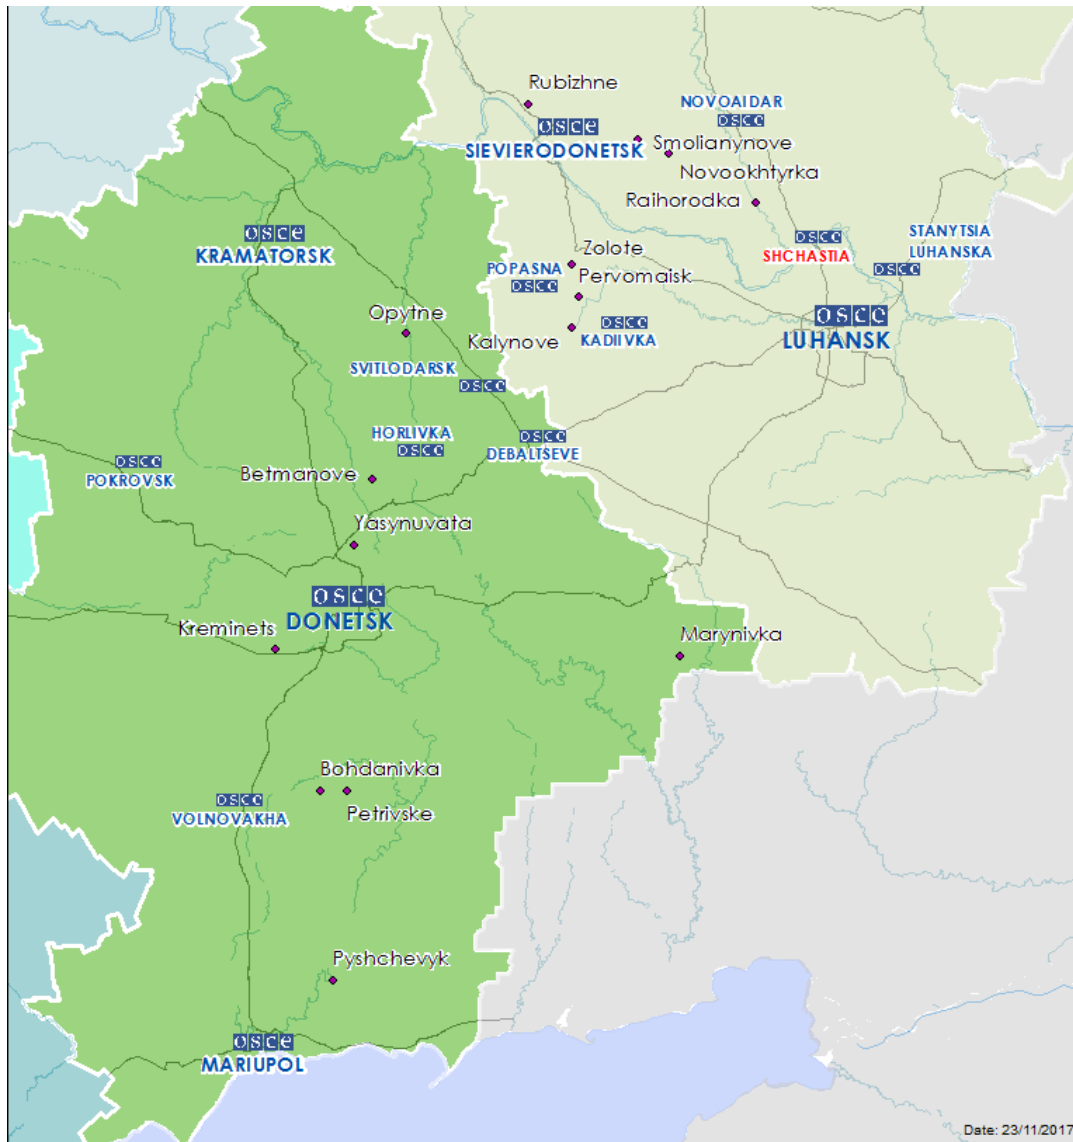 Rubizhne
NOVOAIDAR
osce
osce
SIEVIERODONETSK
Smolianynove
Novookhtyrka
Raihorodka
osce
KRAMATORSK
osce
SHCHASTIA
STANYTSIA
LUHANSKA
osce
Zolote
POPASNA
osce
Pervomaisk
Opytne
Kalynove
osce
KADIIVKA
osce
LUHANSK
SVITLODARSK
osce
HORLIVKA
osce
osce
DEBALTSEVE
osce
POKROVSK
Betmanove
Yasynuvata
osce
DONETSK
Kreminets
Marynivka
Bohdanivka
Petrivske
osce
VOLNOVAKHA
Pyshchevyk
osce
MARIUPOL
Date: 23/11/2017